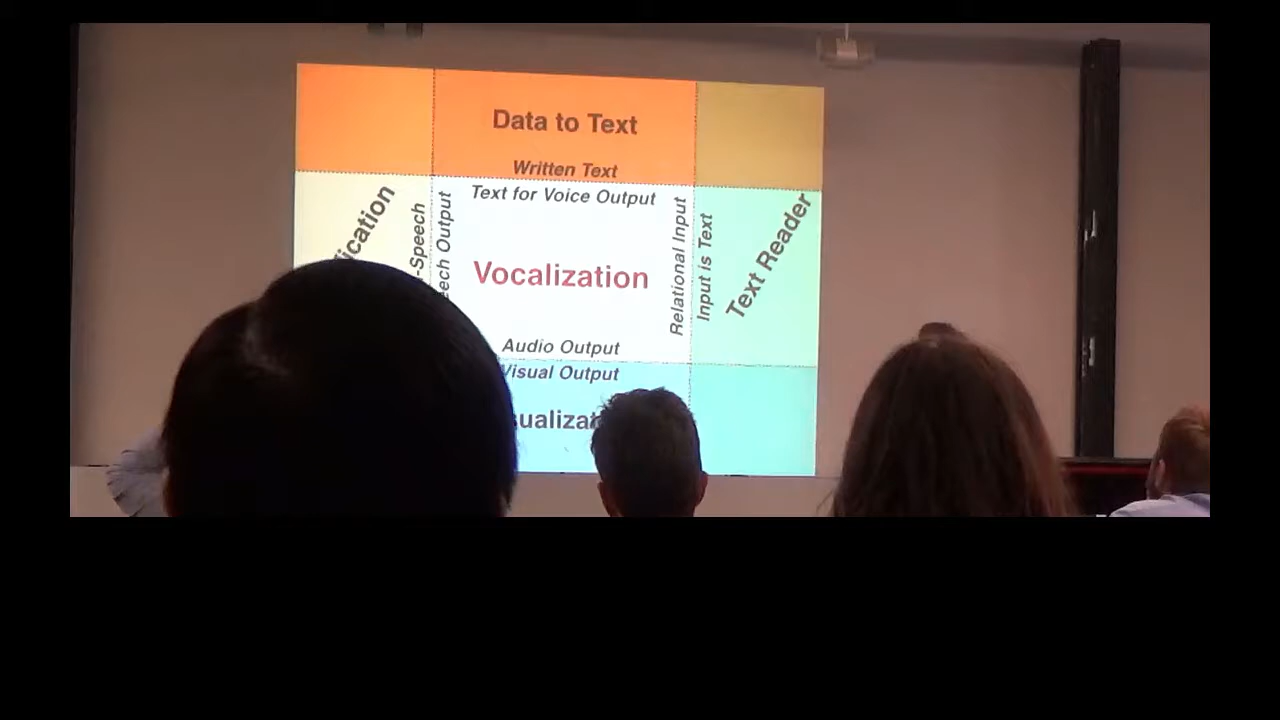 Data to Text
Written Text
Text for Voice Output
Vocalization
Relational Input
Input is Text
Text Reader
Audio Output
Visual Output